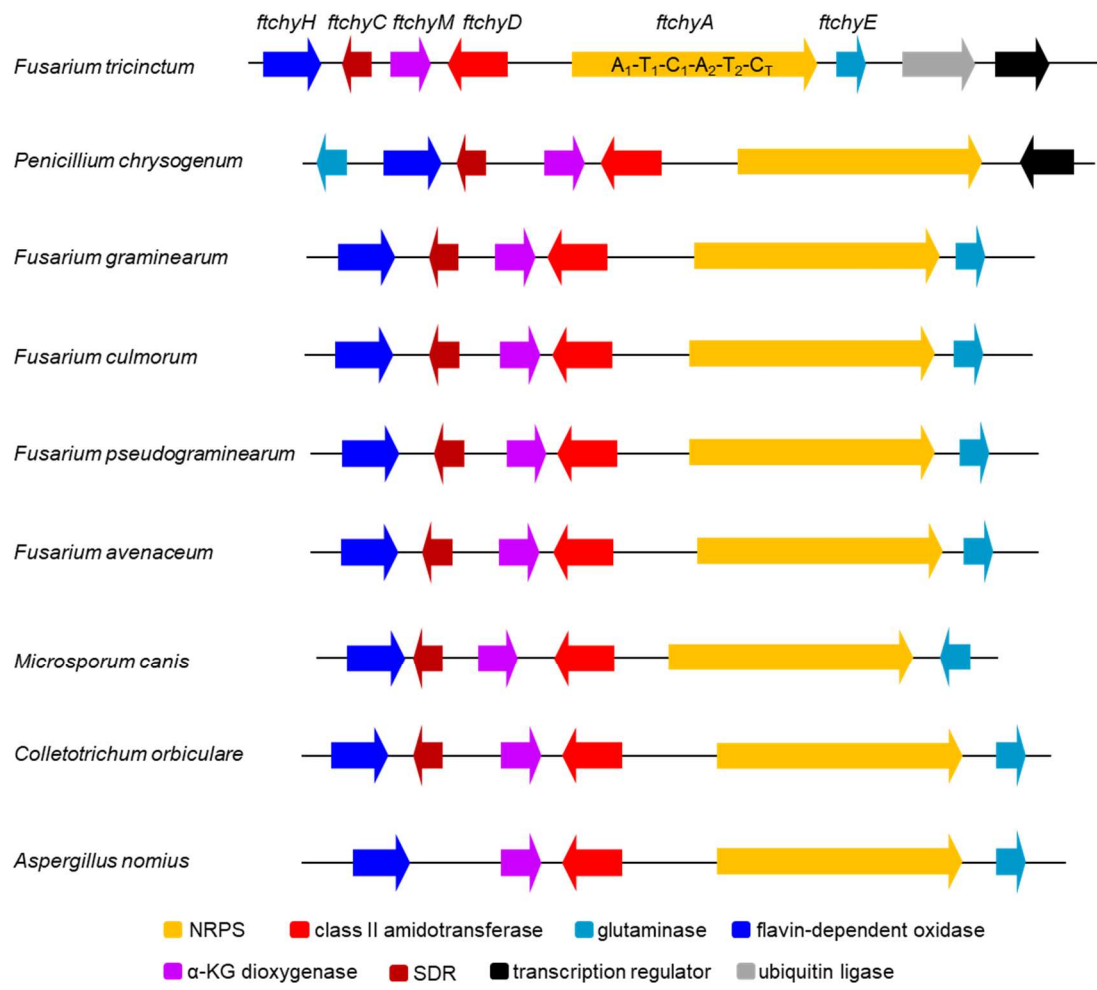 ftchyH ftchyC ftchyM ftchyD ftchyA ftchyE
Fusarium tricinctum
A₁-T₁-C₁-A₂-T₂-C_T
Penicillium chrysogenum
Fusarium graminearum
Fusarium culmorum
Fusarium pseudograminearum
Fusarium avenaceum
Microsporum canis
Colletotrichum orbiculare
Aspergillus nomius
NRPS class II amidotransferase glutaminase flavin-dependent oxidase
α-KG dioxygenase SDR transcription regulator ubiquitin ligase